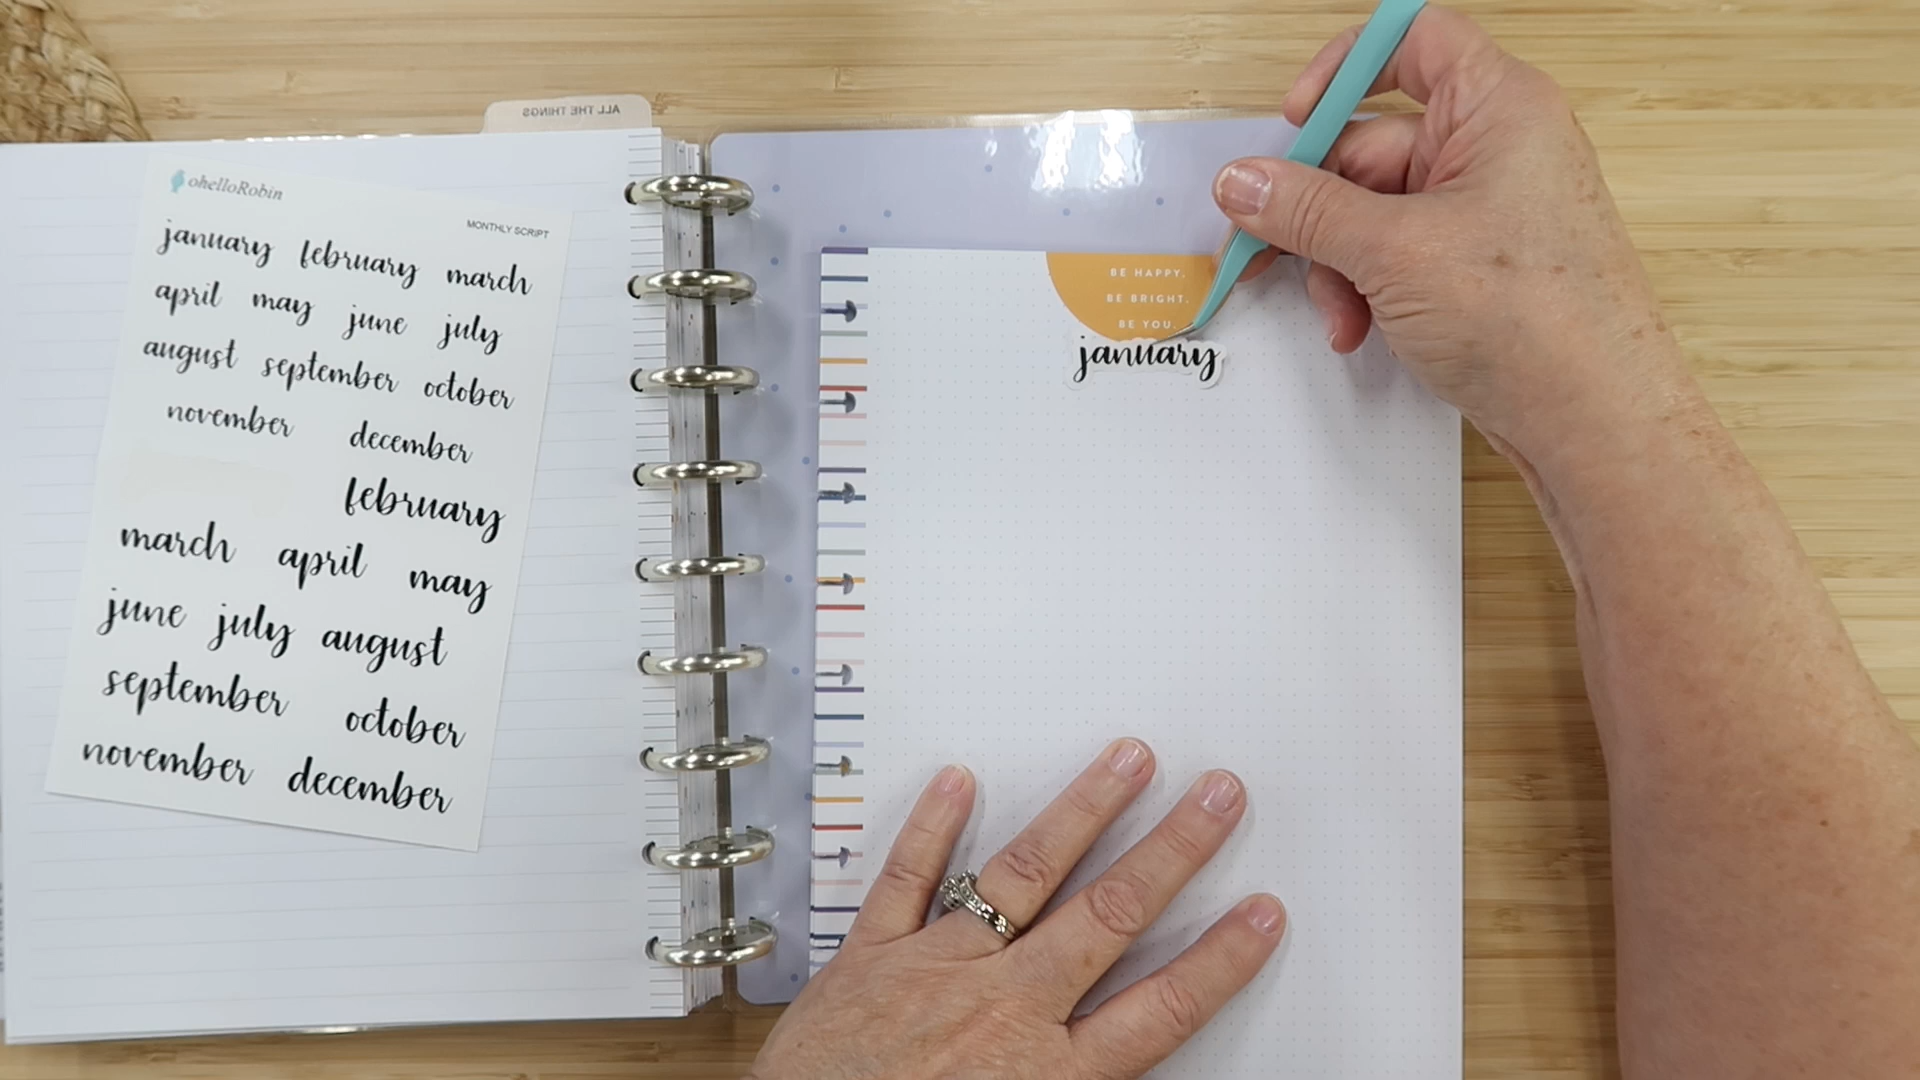 ALL THE THINGS
ohelloRobin
MONTHLY SCRIPT
january february march
april may june july
august september october
november december
february
march april may
june july august
september october
november december
BE HAPPY.
BE BRIGHT.
BE YOU.
january